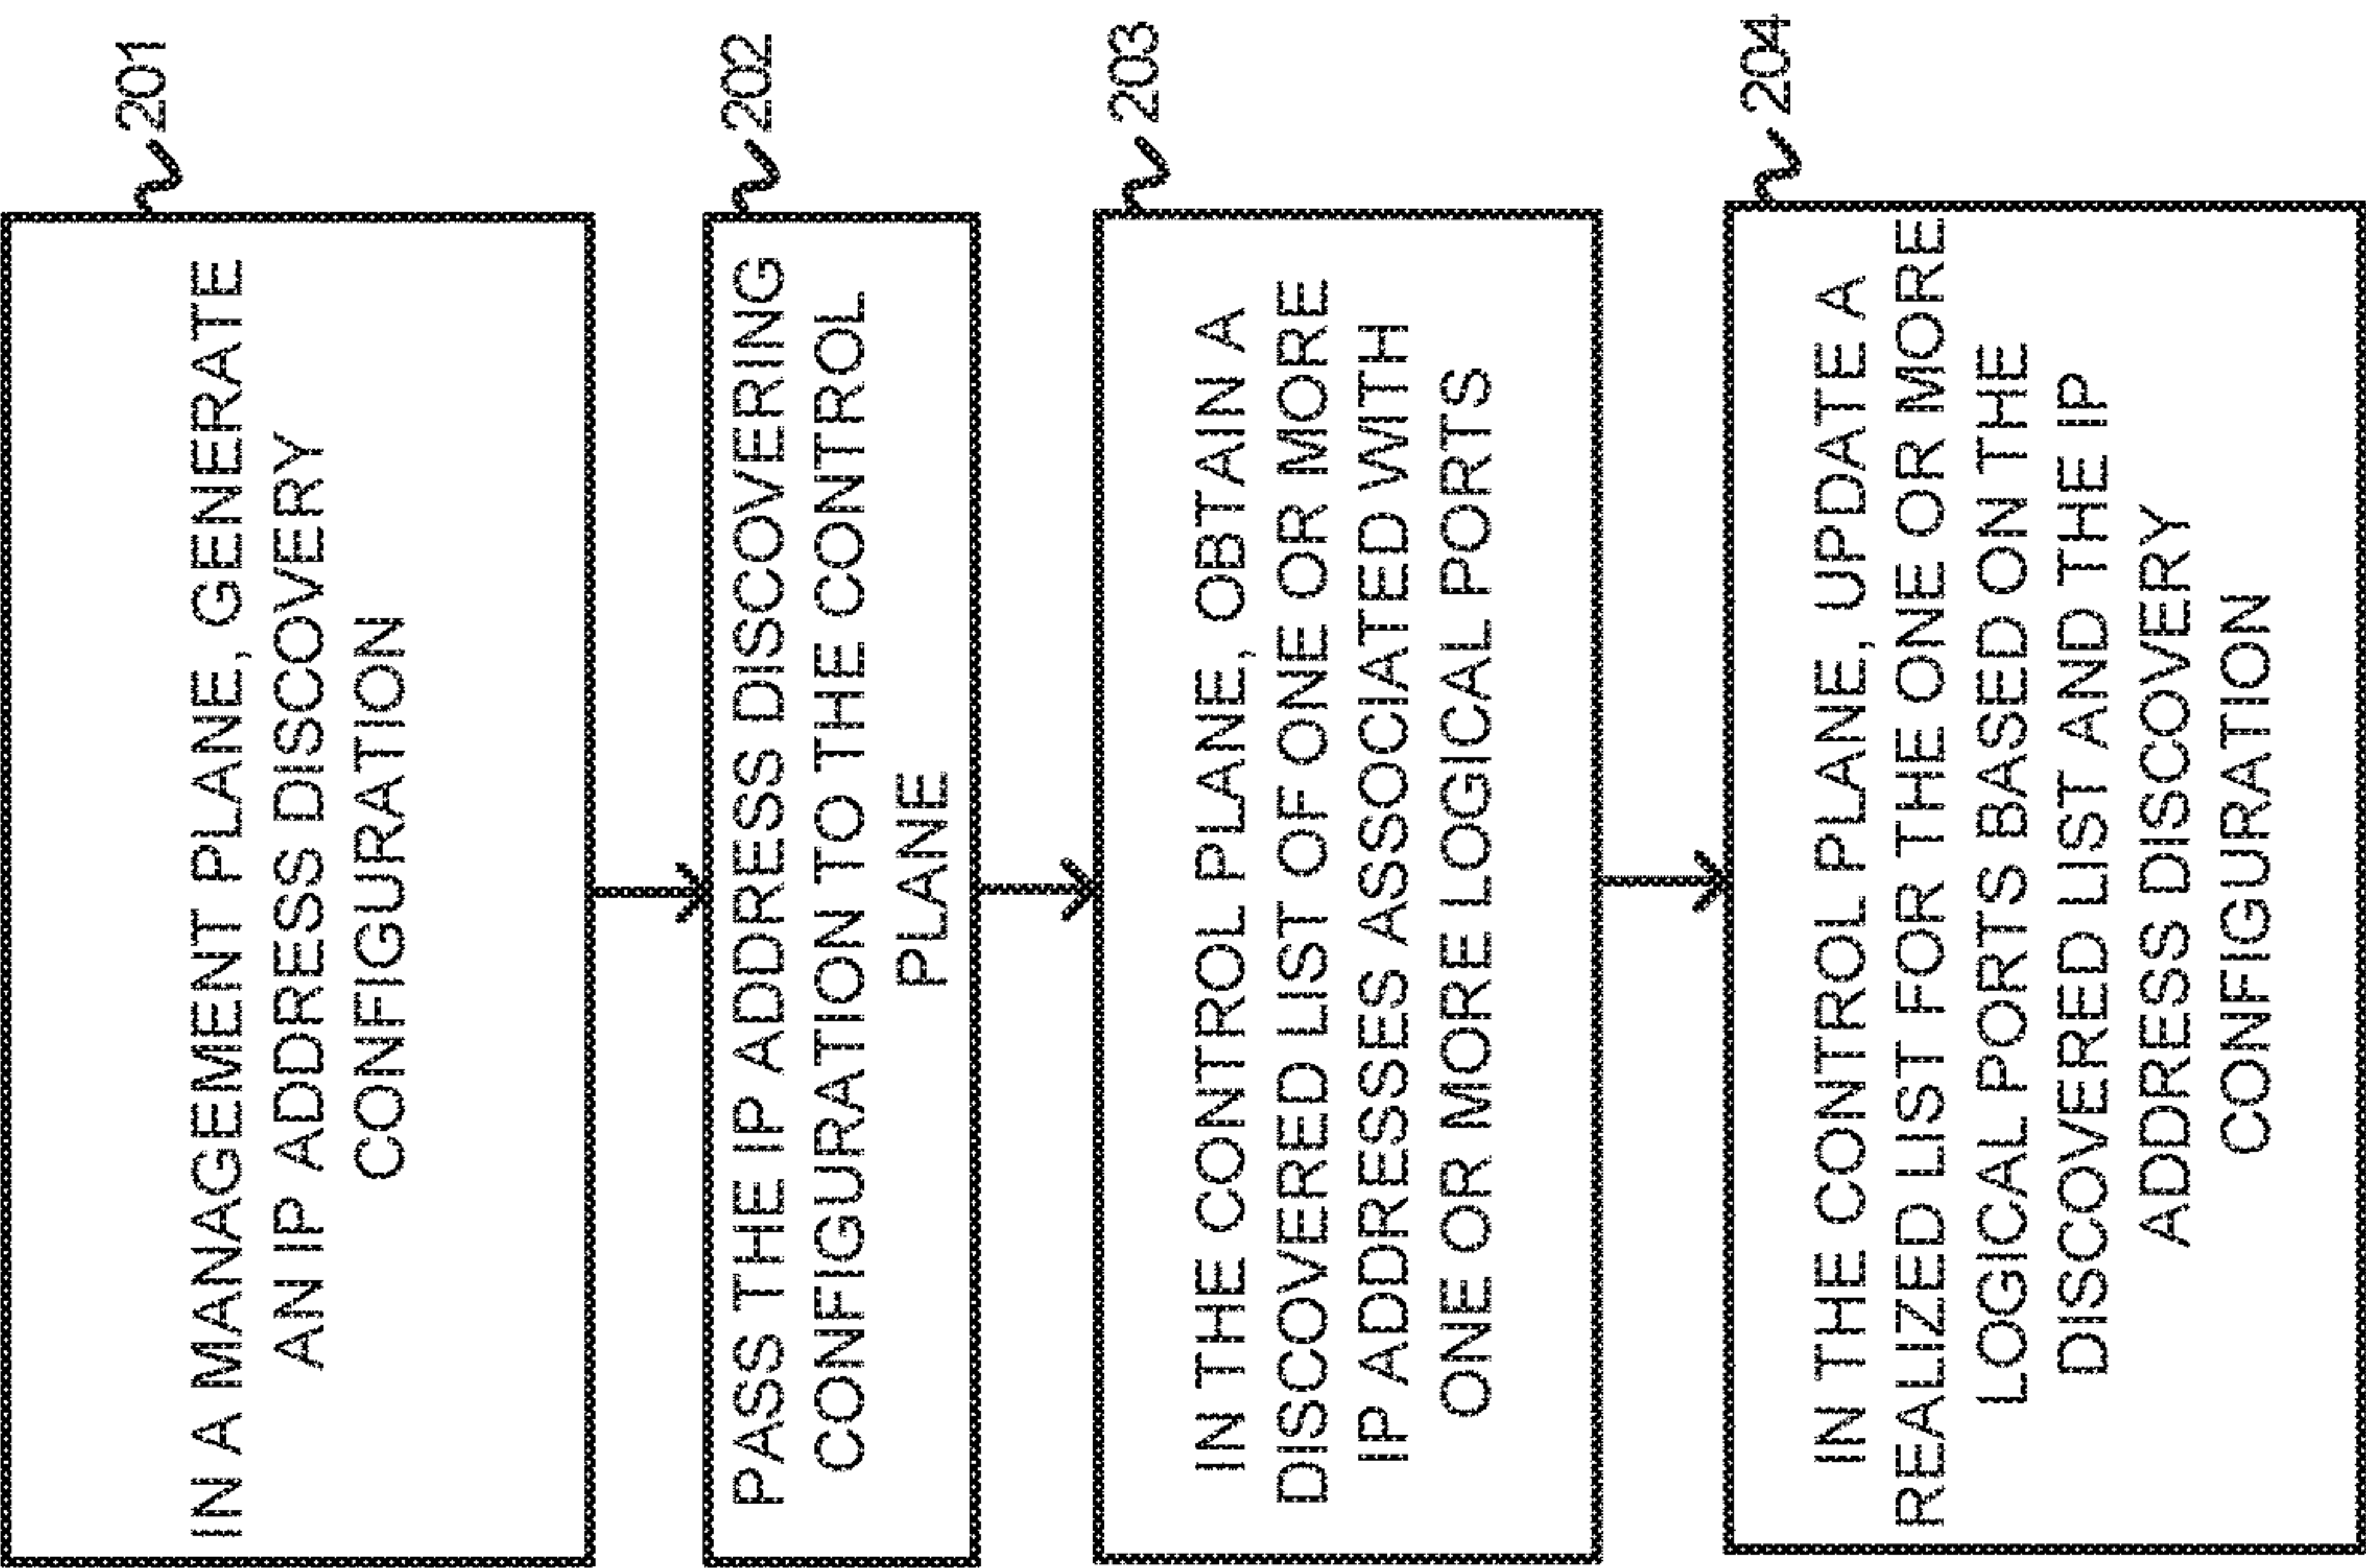 IN A MANAGEMENT PLANE, GENERATE
AN IP ADDRESS DISCOVERY
CONFIGURATION
201
PASS THE IP ADDRESS DISCOVERING
CONFIGURATION TO THE CONTROL
PLANE
202
IN THE CONTROL PLANE, OBTAIN A
DISCOVERED LIST OF ONE OR MORE
IP ADDRESSES ASSOCIATED WITH
ONE OR MORE LOGICAL PORTS
203
IN THE CONTROL PLANE, UPDATE A
REALIZED LIST FOR THE ONE OR MORE
LOGICAL PORTS BASED ON THE
DISCOVERED LIST AND THE IP
ADDRESS DISCOVERY
CONFIGURATION
204